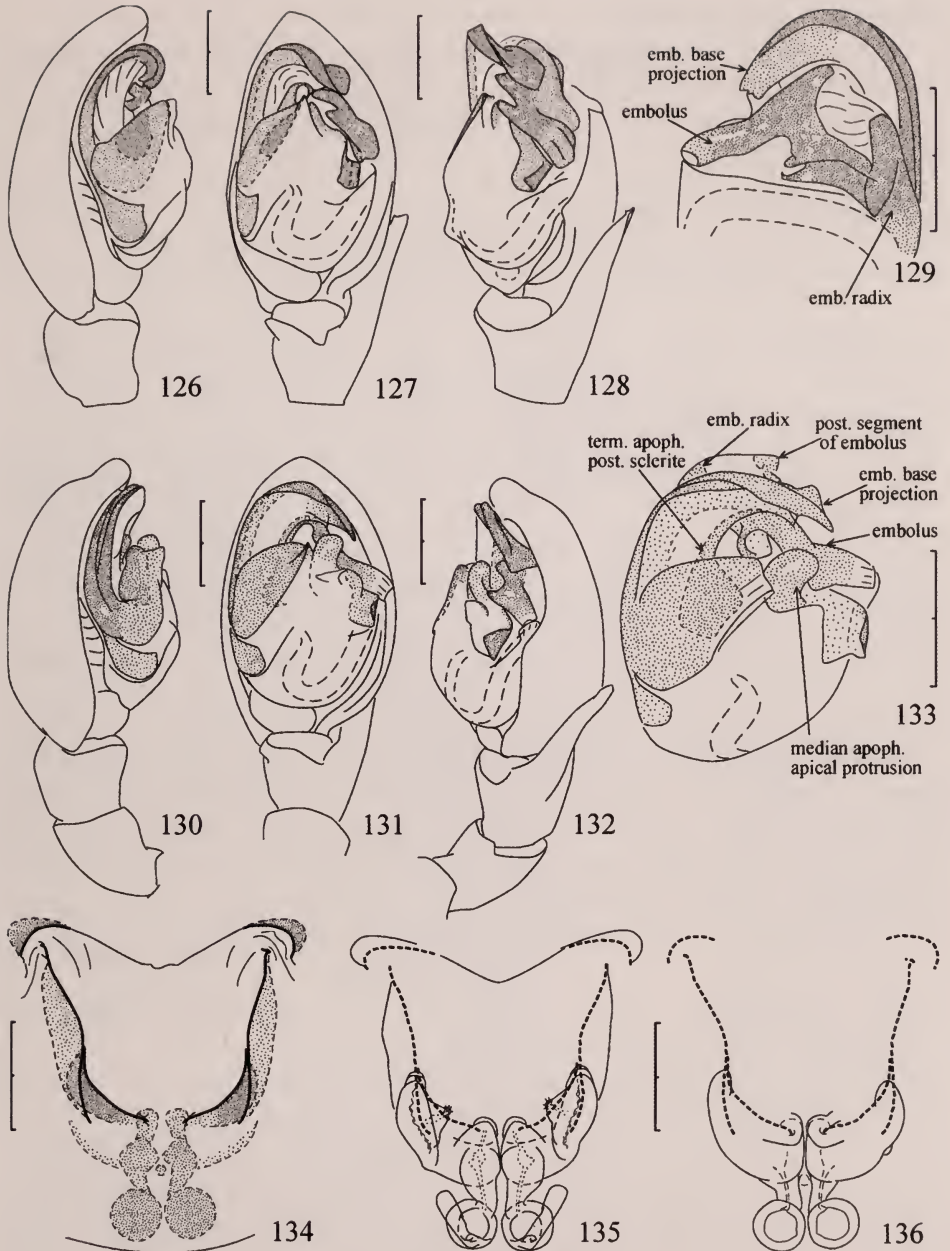 emb. base
projection
embolus
129
emb. radix
126
127
128
emb. radix
post. segment
of embolus
term. apoph.
post. sclerite
emb. base
projection
embolus
133
median apoph.
apical protrusion
130
131
132
134
135
136